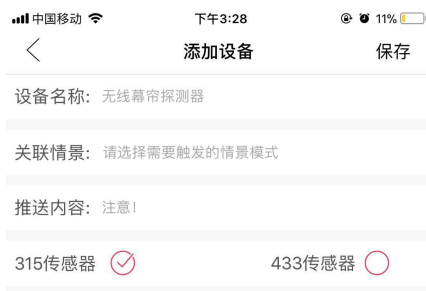 中国移动 下午3:28 11%
添加设备 保存
设备名称: 无线幕帘探测器
关联情景: 请选择需要触发的情景模式
推送内容: 注意!
315传感器 433传感器